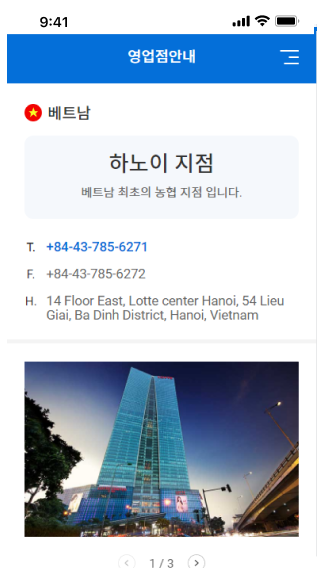 9:41
영업점안내
베트남
하노이 지점
베트남 최초의 농협 지점 입니다.
T. +84-43-785-6271
F. +84-43-785-6272
H. 14 Floor East, Lotte center Hanoi, 54 Lieu
Giai, Ba Dinh District, Hanoi, Vietnam
1 / 3